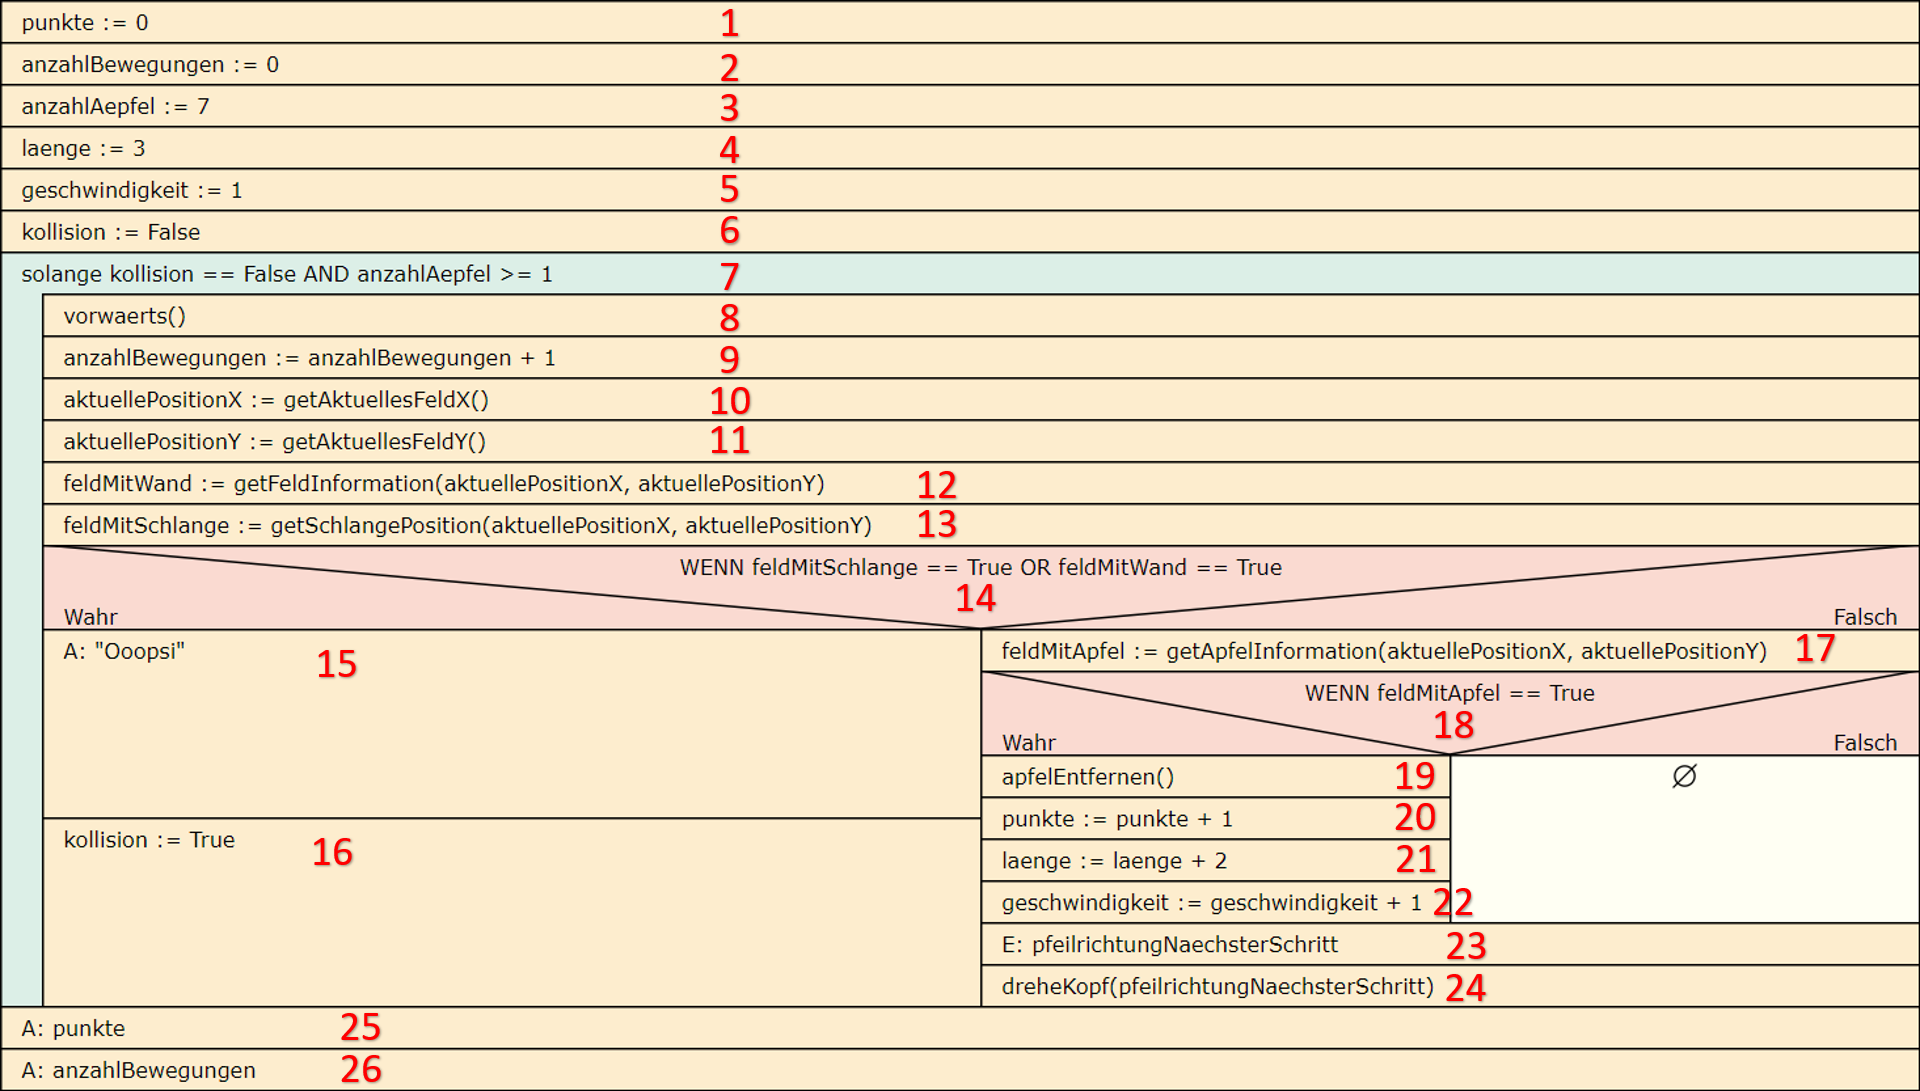 punkte := 0 1
anzahlBewegungen := 0 2
anzahlAepfel := 7 3
laenge := 3 4
geschwindigkeit := 1 5
kollision := False 6
solange kollision == False AND anzahlAepfel >= 1 7
vorwaerts() 8
anzahlBewegungen := anzahlBewegungen + 1 9
aktuellePositionX := getAktuellesFeldX() 10
aktuellePositionY := getAktuellesFeldY() 11
feldMitWand := getFeldInformation(aktuellePositionX, aktuellePositionY) 12
feldMitSchlange := getSchlangePosition(aktuellePositionX, aktuellePositionY) 13
WENN feldMitSchlange == True OR feldMitWand == True
14
Wahr Falsch
A: "Ooopsi" 15
kollision := True 16
feldMitApfel := getApfelInformation(aktuellePositionX, aktuellePositionY) 17
WENN feldMitApfel == True
18
Wahr Falsch
apfelEntfernen() 19 ∅
punkte := punkte + 1 20
laenge := laenge + 2 21
geschwindigkeit := geschwindigkeit + 1 22
E: pfeilrichtungNaechsterSchritt 23
dreheKopf(pfeilrichtungNaechsterSchritt) 24
A: punkte 25
A: anzahlBewegungen 26